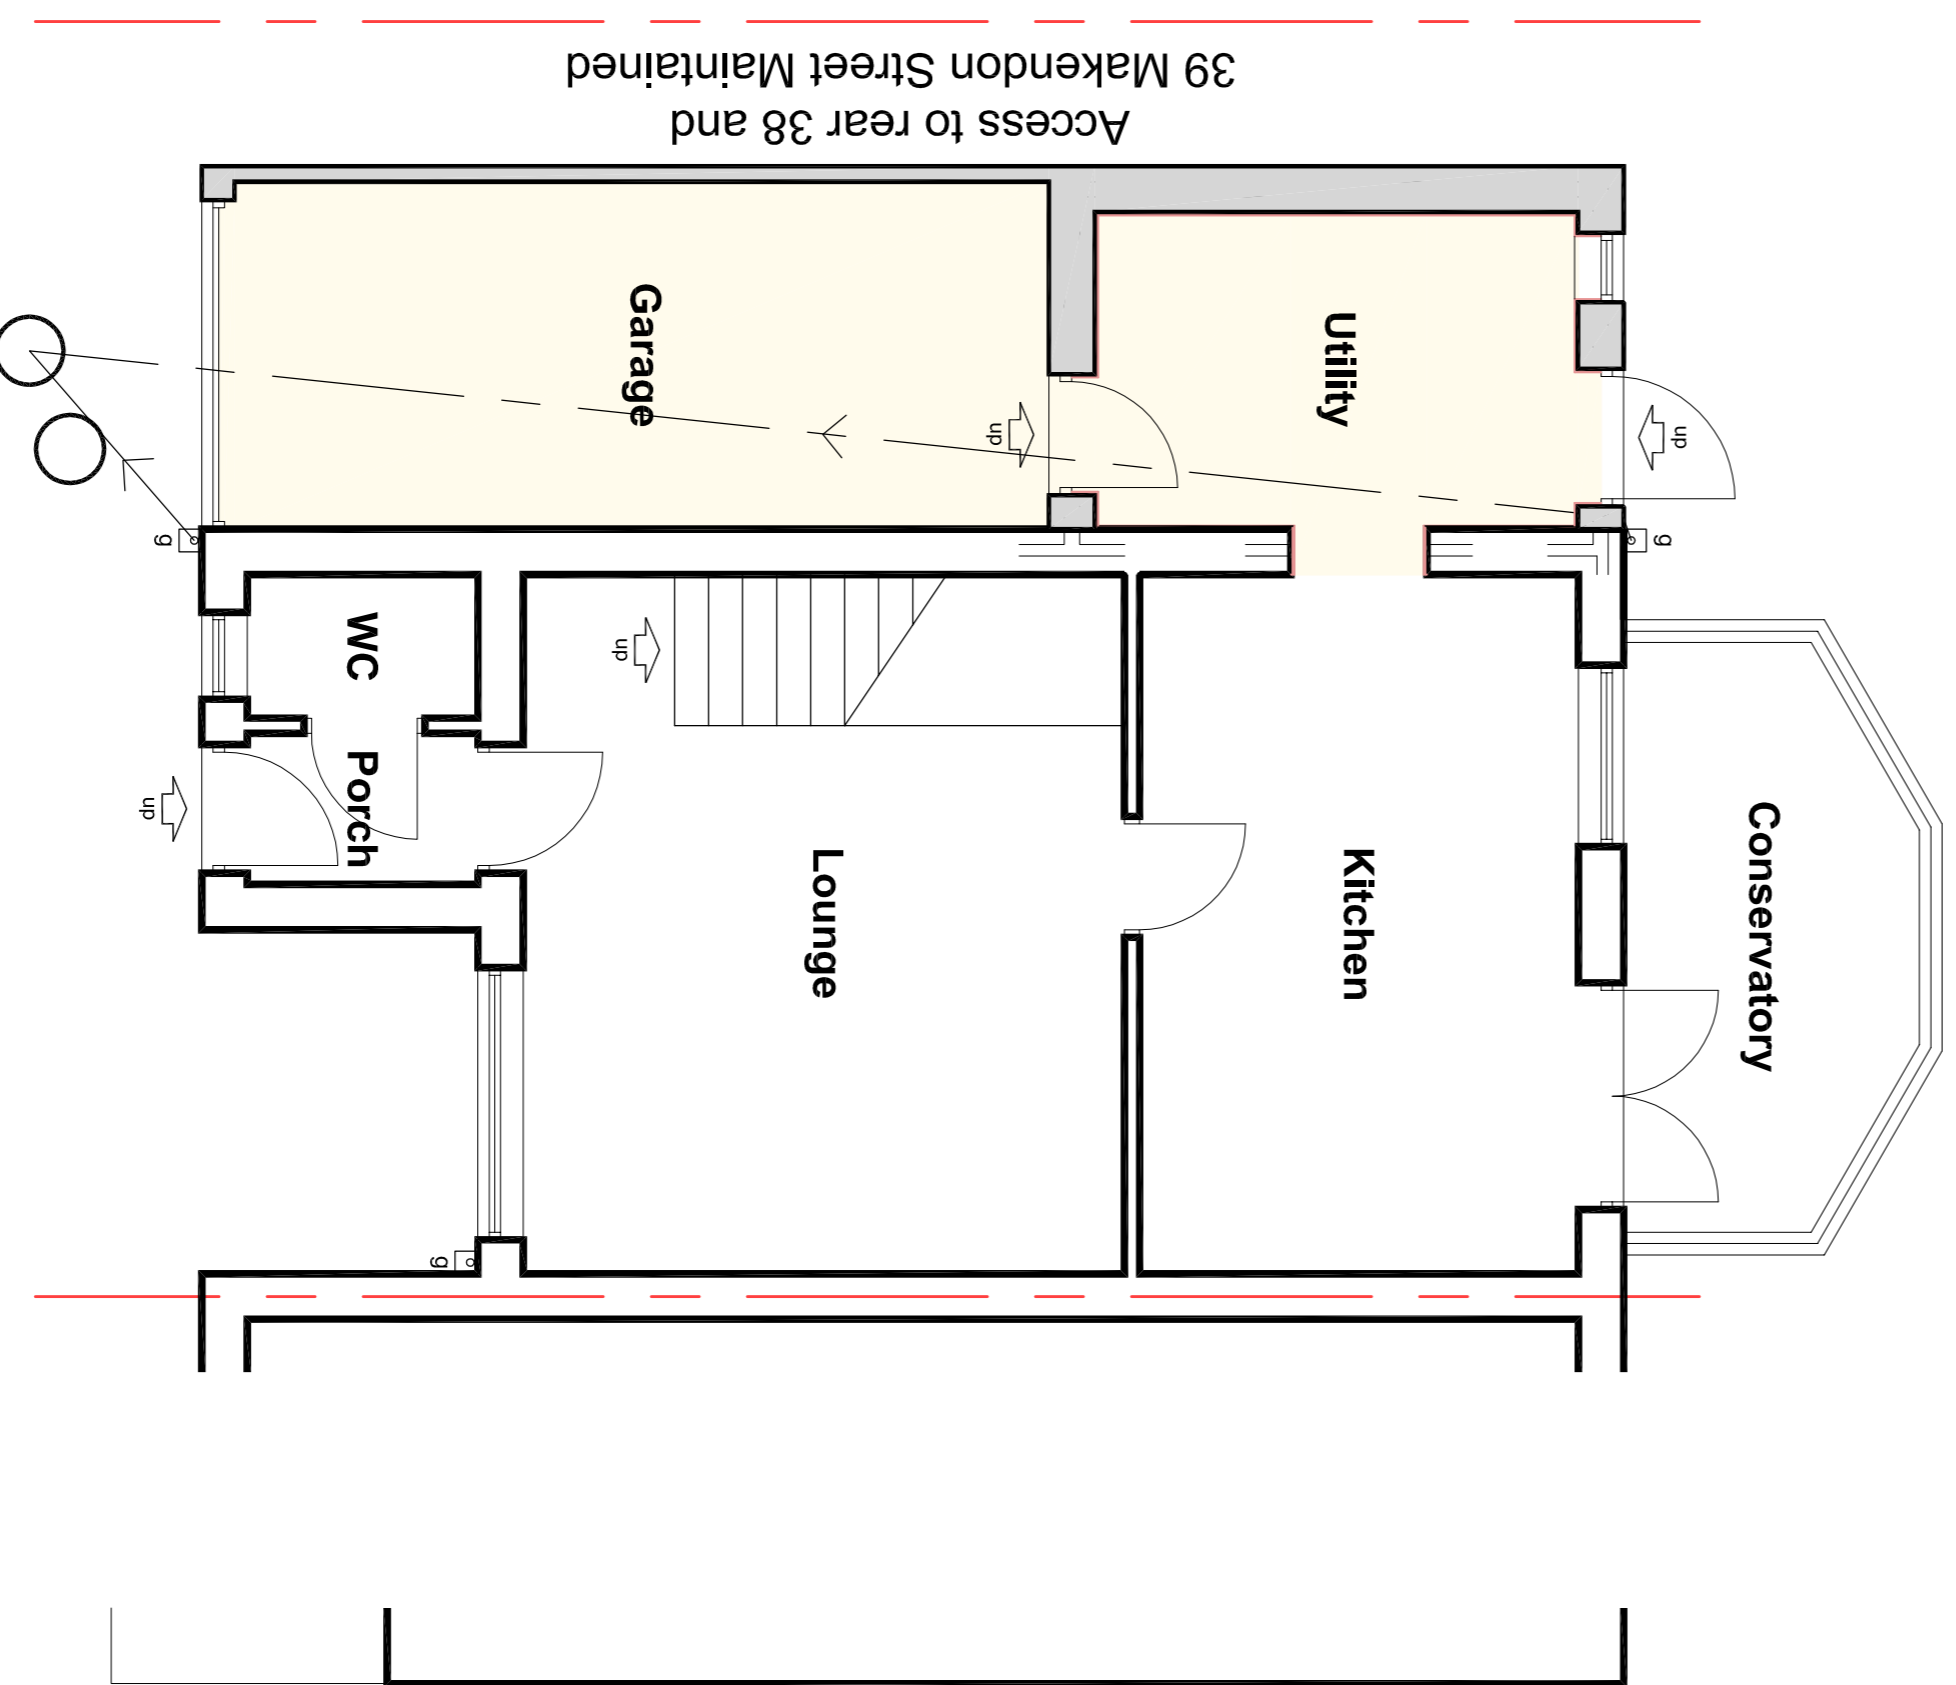 Access to rear 38 and
39 Makendon Street Maintained
Garage
Utility
up
up
g
g
WC
up
Porch
up
Lounge
Kitchen
Conservatory
g